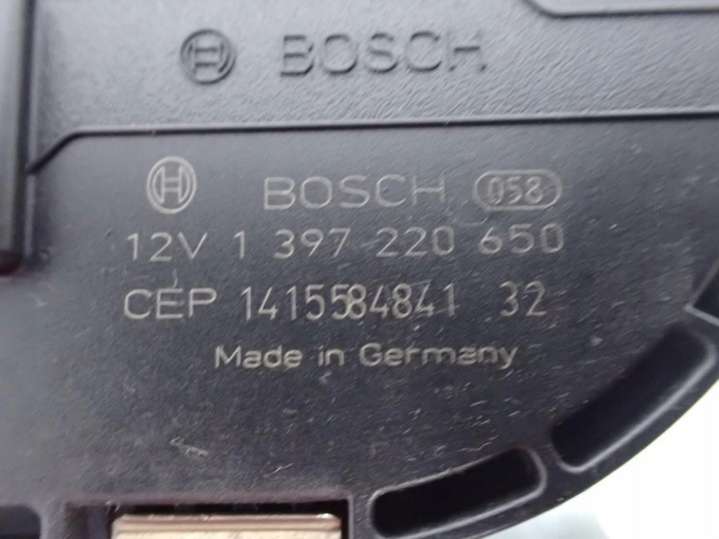 BOSCH
BOSCH 058
12V 1 397 220 650
CEP 1415584841 32
Made in Germany